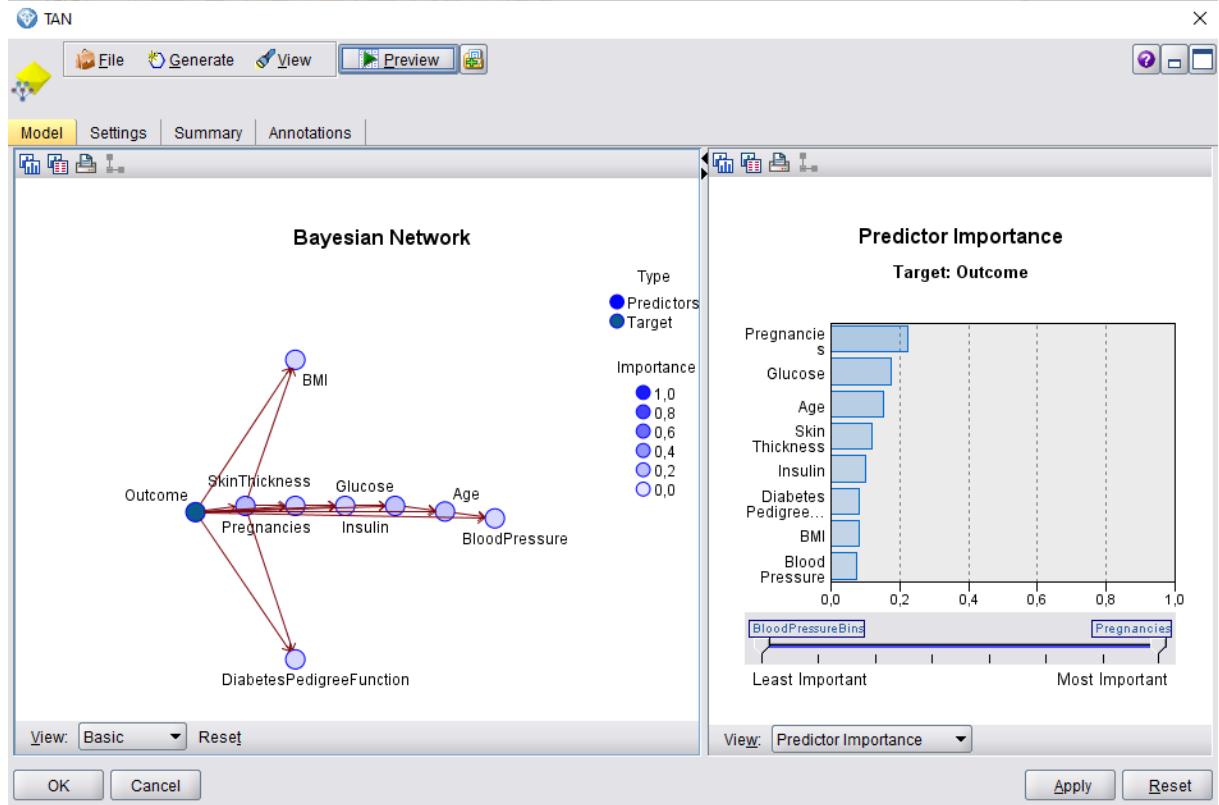 TAN
File Generate View Preview
Model Settings Summary Annotations
Bayesian Network
Type
Predictors
Target
Importance
1,0
0,8
0,6
0,4
0,2
0,0
BMI
SkinThickness
Glucose
Age
Outcome
Pregnancies
Insulin
BloodPressure
DiabetesPedigreeFunction
View: Basic Reset
Predictor Importance
Target: Outcome
Pregnancie
s
Glucose
Age
Skin
Thickness
Insulin
Diabetes
Pedigree...
BMI
Blood
Pressure
0,0 0,2 0,4 0,6 0,8 1,0
BloodPressureBins Pregnancies
Least Important Most Important
View: Predictor Importance
OK Cancel Apply Reset